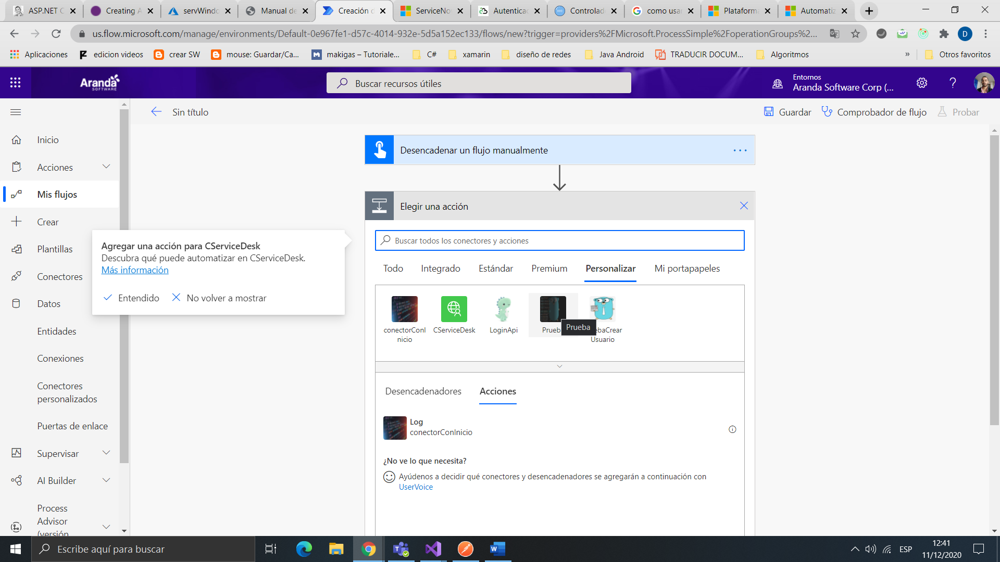 ASP.NET C
Creating A
servWindo
Manual de
Creación d
ServiceNo
Autentica
Controlad
como usa
Plataform
Automatiz
us.flow.microsoft.com/manage/environments/Default-0e967fe1-d57c-4014-932e-5d5a152ec133/flows/new?trigger=providers%2FMicrosoft.ProcessSimple%2FoperationGroups%2...
D
Aplicaciones
edicion videos
crear SW
mouse: Guardar/Ca...
makigas – Tutoriale...
C#
xamarin
diseño de redes
Java Android
TRADUCIR DOCUM...
Algoritmos
»
Otros favoritos
Aranda
SOFTWARE
Buscar recursos útiles
Entornos
Aranda Software Corp (...
?
Sin título
Guardar
Comprobador de flujo
Probar
Inicio
Acciones
Mis flujos
Crear
Plantillas
Conectores
Datos
Entidades
Conexiones
Conectores
personalizados
Puertas de enlace
Supervisar
AI Builder
Process
Advisor
(versión
Agregar una acción para CServiceDesk
Descubra qué puede automatizar en CServiceDesk.
Más información
Entendido
No volver a mostrar
Desencadenar un flujo manualmente
Elegir una acción
Buscar todos los conectores y acciones
Todo
Integrado
Estándar
Premium
Personalizar
Mi portapapeles
conectorConI
nicio
CServiceDesk
LoginApi
Prueb
Prueba
ebaCrear
Usuario
Desencadenadores
Acciones
Log
conectorConInicio
¿No ve lo que necesita?
Ayúdenos a decidir qué conectores y desencadenadores se agregarán a continuación con
UserVoice
Escribe aquí para buscar
ESP
12:41
11/12/2020